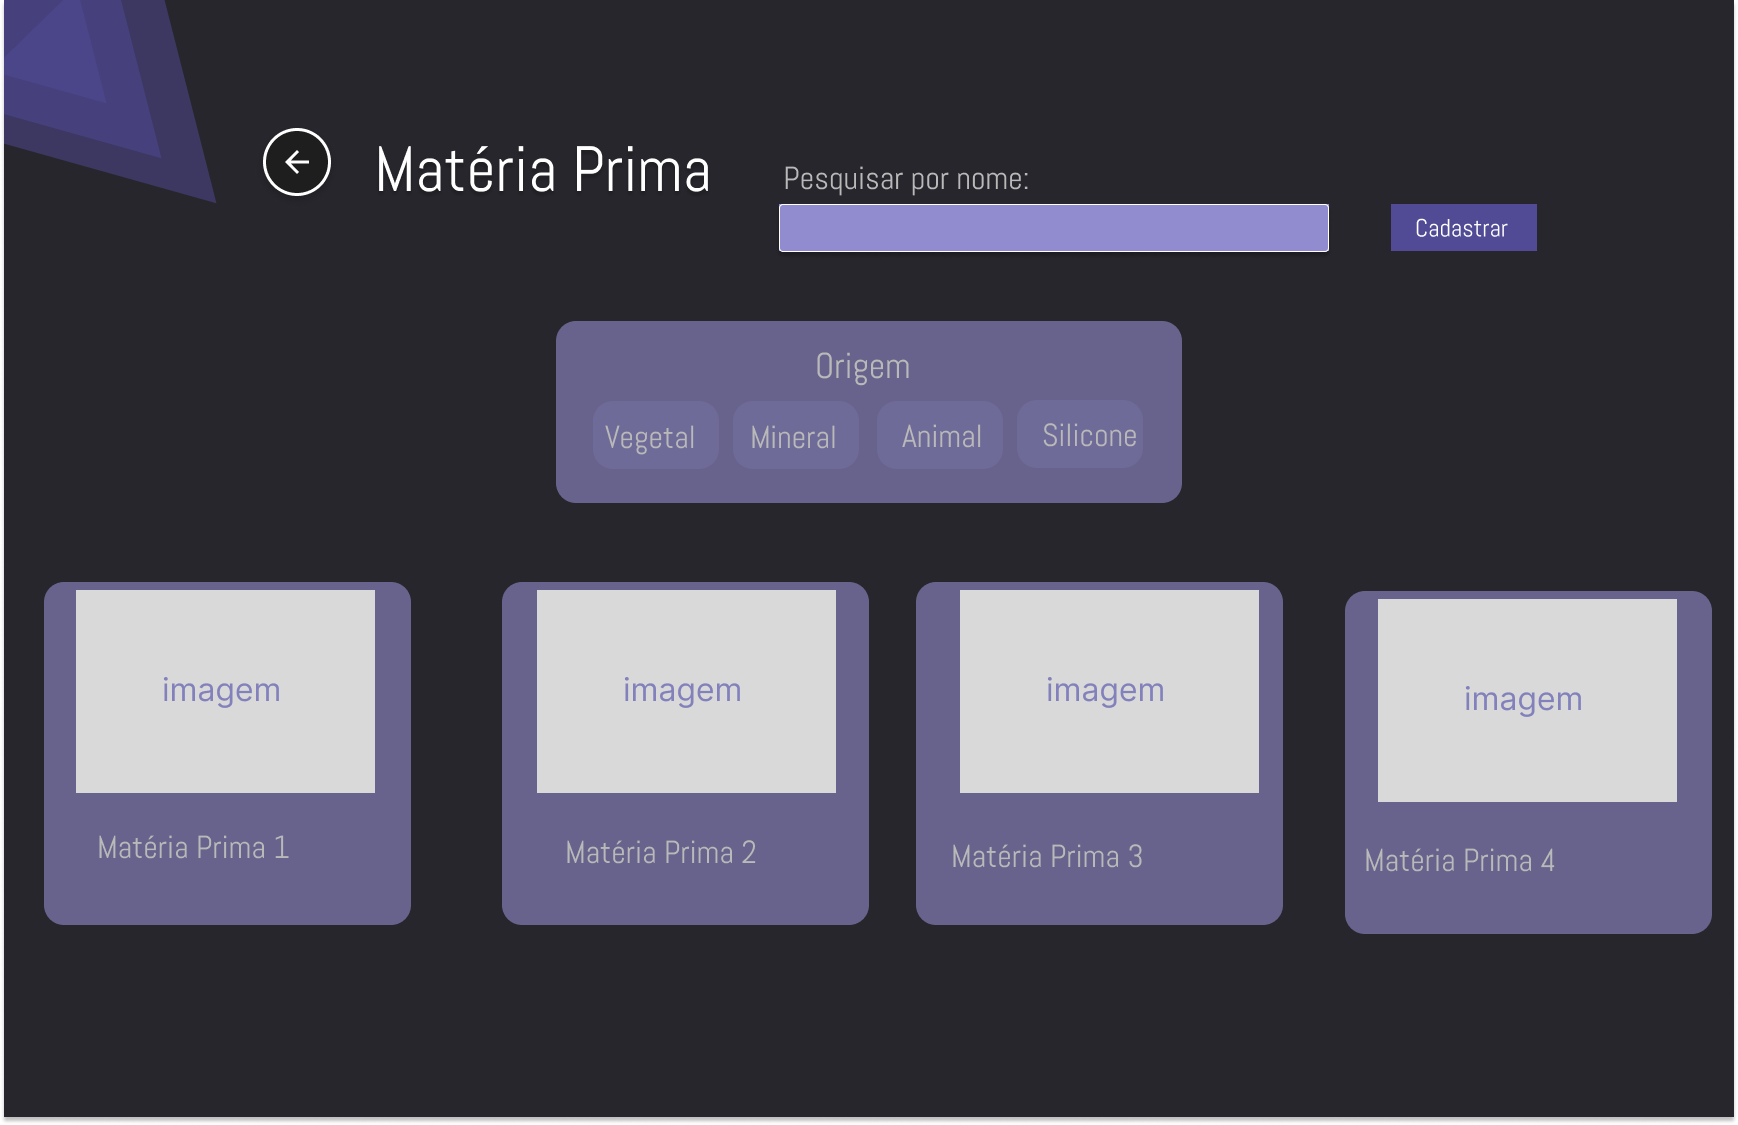 Matéria Prima
Pesquisar por nome:
Cadastrar
Origem
Vegetal
Mineral
Animal
Silicone
imagem
imagem
imagem
imagem
Matéria Prima 1
Matéria Prima 2
Matéria Prima 3
Matéria Prima 4